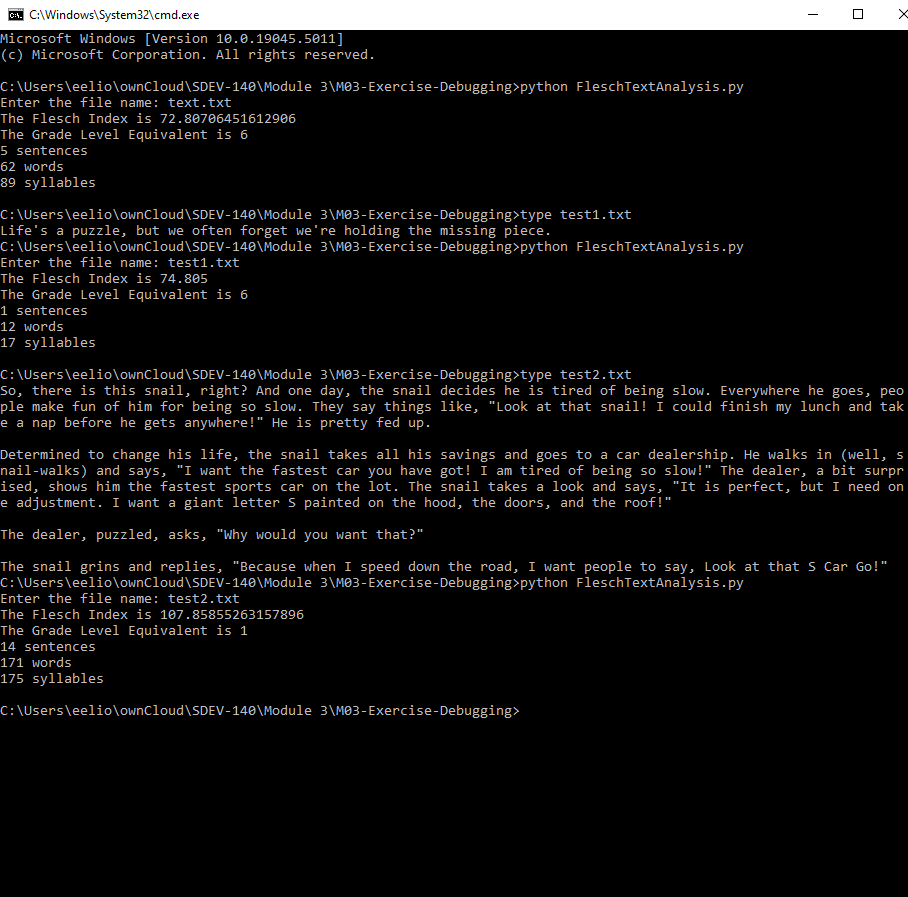 C:\Windows\System32\cmd.exe
Microsoft Windows [Version 10.0.19045.5011]
(c) Microsoft Corporation. All rights reserved.
C:\Users\eelio\ownCloud\SDEV-140\Module 3\M03-Exercise-Debugging>python FleschTextAnalysis.py
Enter the file name: text.txt
The Flesch Index is 72.80706451612906
The Grade Level Equivalent is 6
5 sentences
62 words
89 syllables
C:\Users\eelio\ownCloud\SDEV-140\Module 3\M03-Exercise-Debugging>type test1.txt
Life's a puzzle, but we often forget we're holding the missing piece.
C:\Users\eelio\ownCloud\SDEV-140\Module 3\M03-Exercise-Debugging>python FleschTextAnalysis.py
Enter the file name: test1.txt
The Flesch Index is 74.805
The Grade Level Equivalent is 6
1 sentences
12 words
17 syllables
C:\Users\eelio\ownCloud\SDEV-140\Module 3\M03-Exercise-Debugging>type test2.txt
So, there is this snail, right? And one day, the snail decides he is tired of being slow. Everywhere he goes, peo
ple make fun of him for being so slow. They say things like, "Look at that snail! I could finish my lunch and tak
e a nap before he gets anywhere!" He is pretty fed up.
Determined to change his life, the snail takes all his savings and goes to a car dealership. He walks in (well, s
nail-walks) and says, "I want the fastest car you have got! I am tired of being so slow!" The dealer, a bit surpr
ised, shows him the fastest sports car on the lot. The snail takes a look and says, "It is perfect, but I need on
e adjustment. I want a giant letter S painted on the hood, the doors, and the roof!"
The dealer, puzzled, asks, "Why would you want that?"
The snail grins and replies, "Because when I speed down the road, I want people to say, Look at that S Car Go!"
C:\Users\eelio\ownCloud\SDEV-140\Module 3\M03-Exercise-Debugging>python FleschTextAnalysis.py
Enter the file name: test2.txt
The Flesch Index is 107.85855263157896
The Grade Level Equivalent is 1
14 sentences
171 words
175 syllables
C:\Users\eelio\ownCloud\SDEV-140\Module 3\M03-Exercise-Debugging>